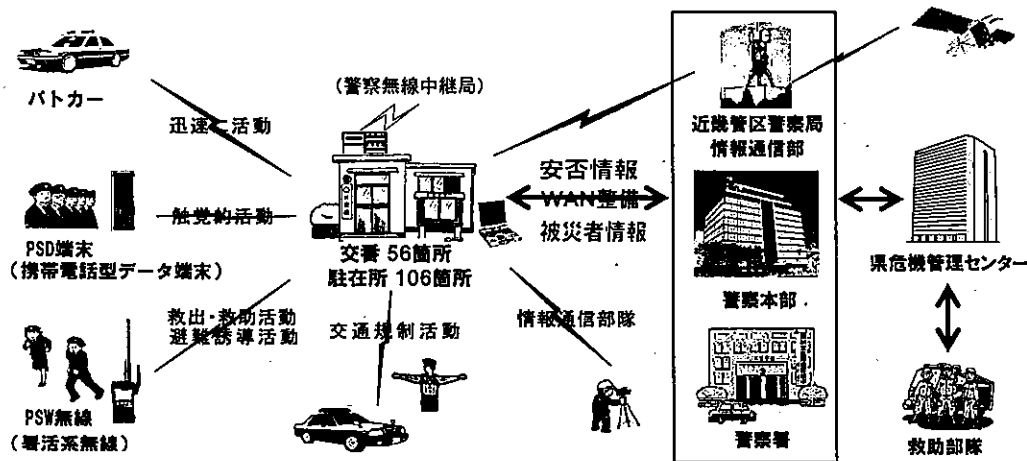 パトカー
迅速に活動
(警察無線中継局)
近畿管区警察局
情報通信部
PSD端末
(携帯電話型データ端末)
触覚的活動
交番 56箇所
駐在所 106箇所
安否情報
WAN整備
被災者情報
警察本部
県危機管理センター
救出・救助活動
避難誘導活動
交通規制活動
情報通信部隊
PSW無線
(署活系無線)
警察署
救助部隊